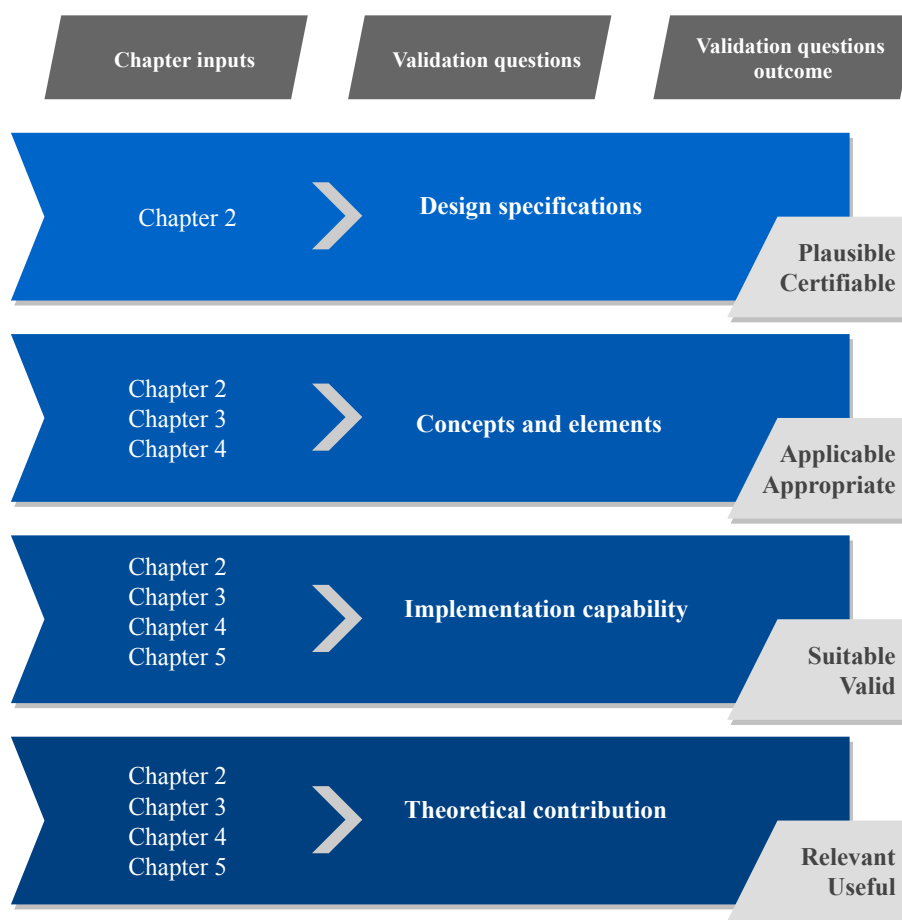 Chapter inputs
Validation questions
Validation questions
outcome
Chapter 2
Design specifications
Plausible
Certifiable
Chapter 2
Chapter 3
Chapter 4
Concepts and elements
Applicable
Appropriate
Chapter 2
Chapter 3
Chapter 4
Chapter 5
Implementation capability
Suitable
Valid
Chapter 2
Chapter 3
Chapter 4
Chapter 5
Theoretical contribution
Relevant
Useful